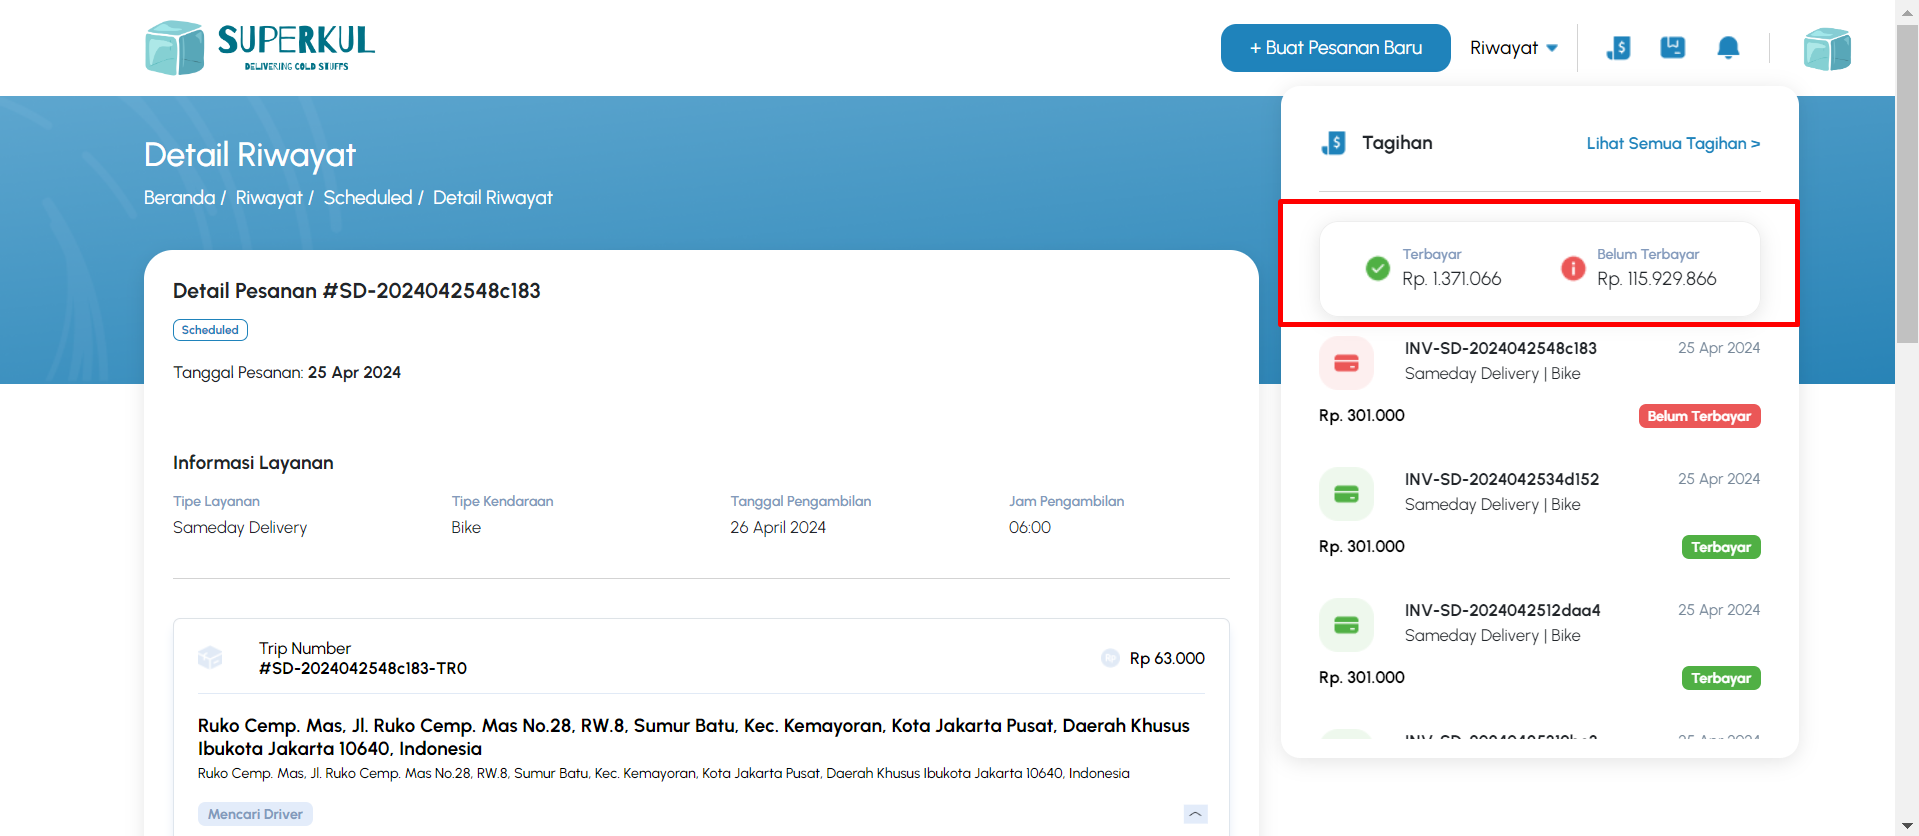 SUPERKUL
DELIVERING COLD STUFFS
+ Buat Pesanan Baru
Riwayat
Detail Riwayat
Beranda / Riwayat / Scheduled / Detail Riwayat
Detail Pesanan #SD-2024042548c183
Scheduled
Tanggal Pesanan: 25 Apr 2024
Informasi Layanan
Tipe Layanan
Sameday Delivery
Tipe Kendaraan
Bike
Tanggal Pengambilan
26 April 2024
Jam Pengambilan
06:00
Trip Number
#SD-2024042548c183-TR0
Rp 63.000
Ruko Cemp. Mas, Jl. Ruko Cemp. Mas No.28, RW.8, Sumur Batu, Kec. Kemayoran, Kota Jakarta Pusat, Daerah Khusus
Ibukota Jakarta 10640, Indonesia
Ruko Cemp. Mas, Jl. Ruko Cemp. Mas No.28, RW.8, Sumur Batu, Kec. Kemayoran, Kota Jakarta Pusat, Daerah Khusus Ibukota Jakarta 10640, Indonesia
Mencari Driver
Tagihan
Lihat Semua Tagihan >
Terbayar
Rp. 1.371.066
Belum Terbayar
Rp. 115.929.866
INV-SD-2024042548c183
25 Apr 2024
Sameday Delivery | Bike
Rp. 301.000
Belum Terbayar
INV-SD-2024042534d152
25 Apr 2024
Sameday Delivery | Bike
Rp. 301.000
Terbayar
INV-SD-2024042512daa4
25 Apr 2024
Sameday Delivery | Bike
Rp. 301.000
Terbayar
25 Apr 2024